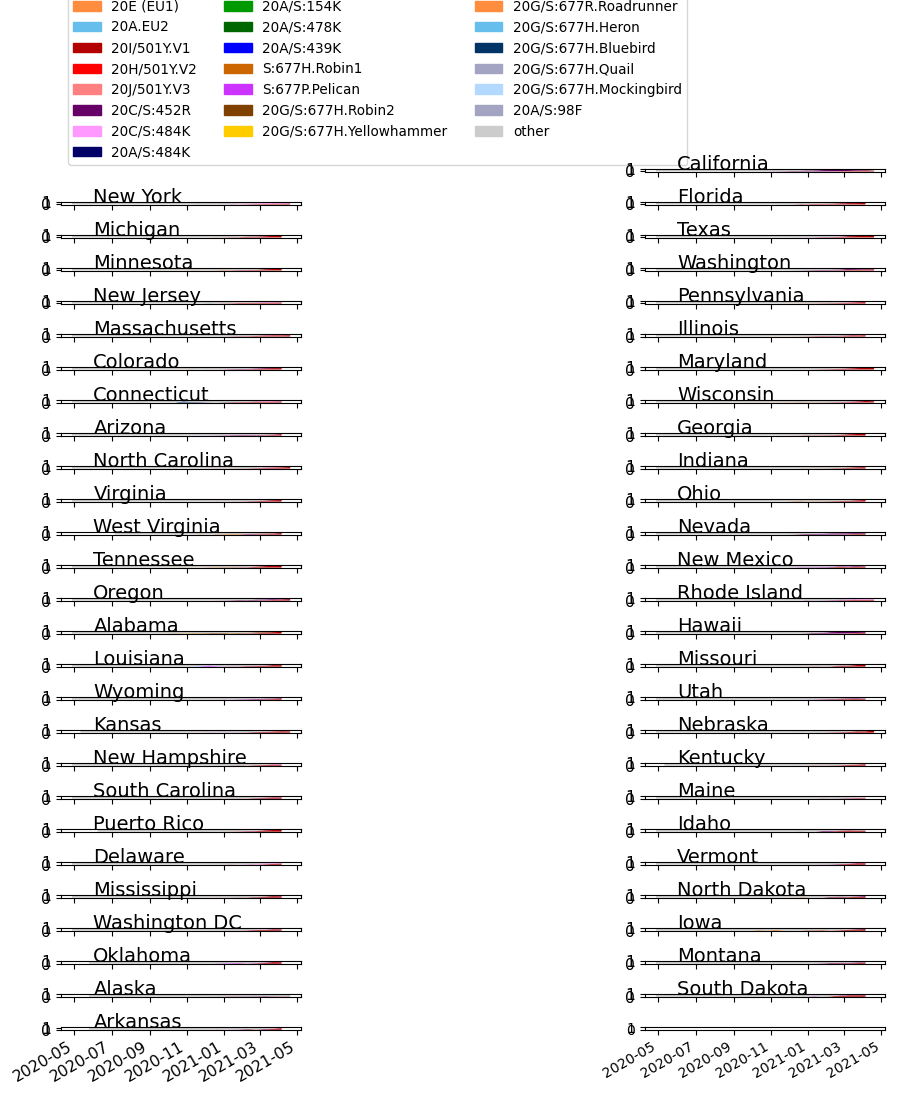 20E (EU1) 20A/S:154K 20G/S:677R.Roadrunner
20A.EU2 20A/S:478K 20G/S:677H.Heron
20I/501Y.V1 20A/S:439K 20G/S:677H.Bluebird
20H/501Y.V2 S:677H.Robin1 20G/S:677H.Quail
20J/501Y.V3 S:677P.Pelican 20G/S:677H.Mockingbird
20C/S:452R 20G/S:677H.Robin2 20A/S:98F
20C/S:484K 20G/S:677H.Yellowhammer other
20A/S:484K
California
New York Florida
Michigan Texas
Minnesota Washington
New Jersey Pennsylvania
Massachusetts Illinois
Colorado Maryland
Connecticut Wisconsin
Arizona Georgia
North Carolina Indiana
Virginia Ohio
West Virginia Nevada
Tennessee New Mexico
Oregon Rhode Island
Alabama Hawaii
Louisiana Missouri
Wyoming Utah
Kansas Nebraska
New Hampshire Kentucky
South Carolina Maine
Puerto Rico Idaho
Delaware Vermont
Mississippi North Dakota
Washington DC Iowa
Oklahoma Montana
Alaska South Dakota
Arkansas
2020-05 2020-07 2020-09 2020-11 2021-01 2021-03 2021-05 2020-05 2020-07 2020-09 2020-11 2021-01 2021-03 2021-05